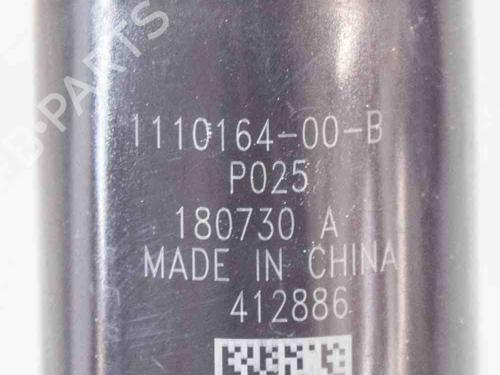 1110164-00-B
P025
180730 A
MADE IN CHINA
412886
B-PARTS